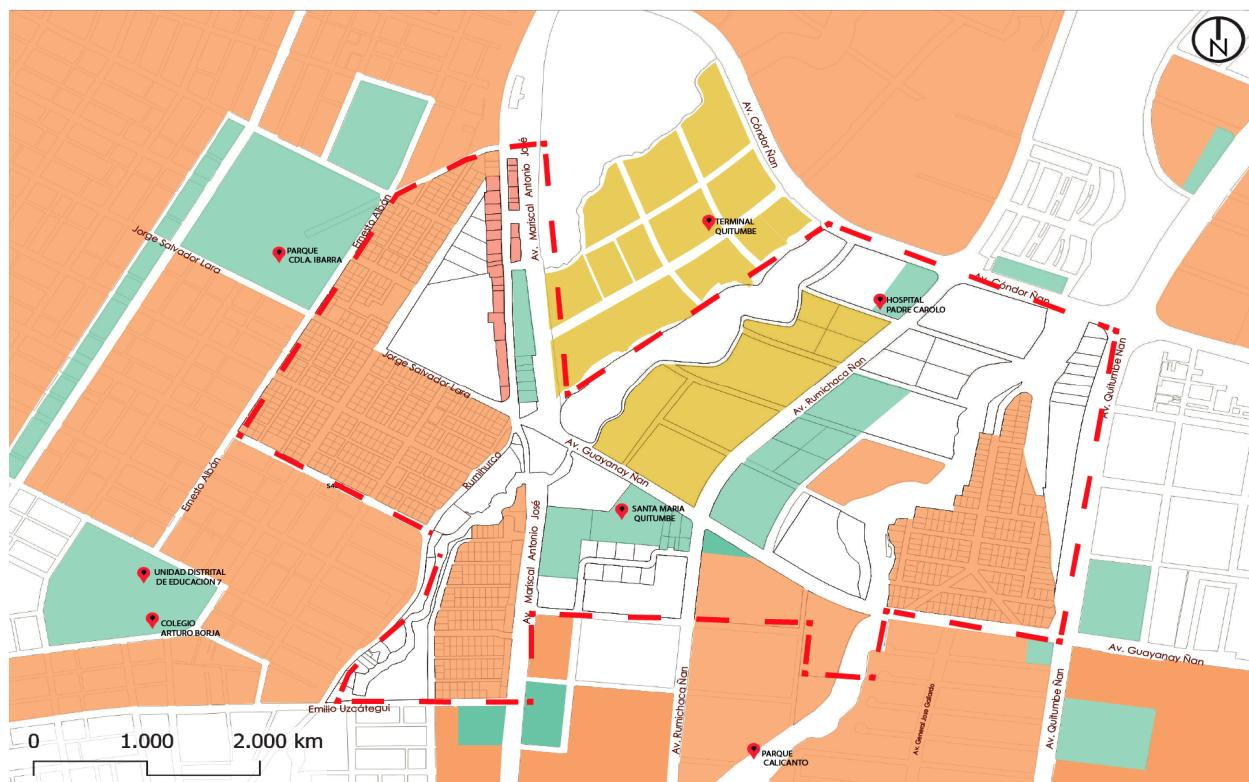 N
Av. Cóndor Ñan
Av. Mariscal Antonio José
Ernesto Albán
TERMINAL
QUITUMBE
Jorge Salvador Lara
PARQUE
CDLA. IBARRA
Av. Cóndor Ñan
HOSPITAL
PADRE CAROLO
Av. Quitumbe Ñan
Jorge Salvador Lara
Av. Rumichaca Ñan
Av. Guayanay Ñan
Rumihurco
Ernesto Albán
SANTA MARIA
QUITUMBE
Av. Mariscal Antonio José
UNIDAD DISTRITAL
DE EDUCACIÓN 7
COLEGIO
ARTURO BORJA
Av. Guayanay Ñan
Emilio Uzcátegui
Av. Rumichaca Ñan
Av. General Jose Gallardo
Av. Quitumbe Ñan
PARQUE
CALICANTO
0 1.000 2.000 km